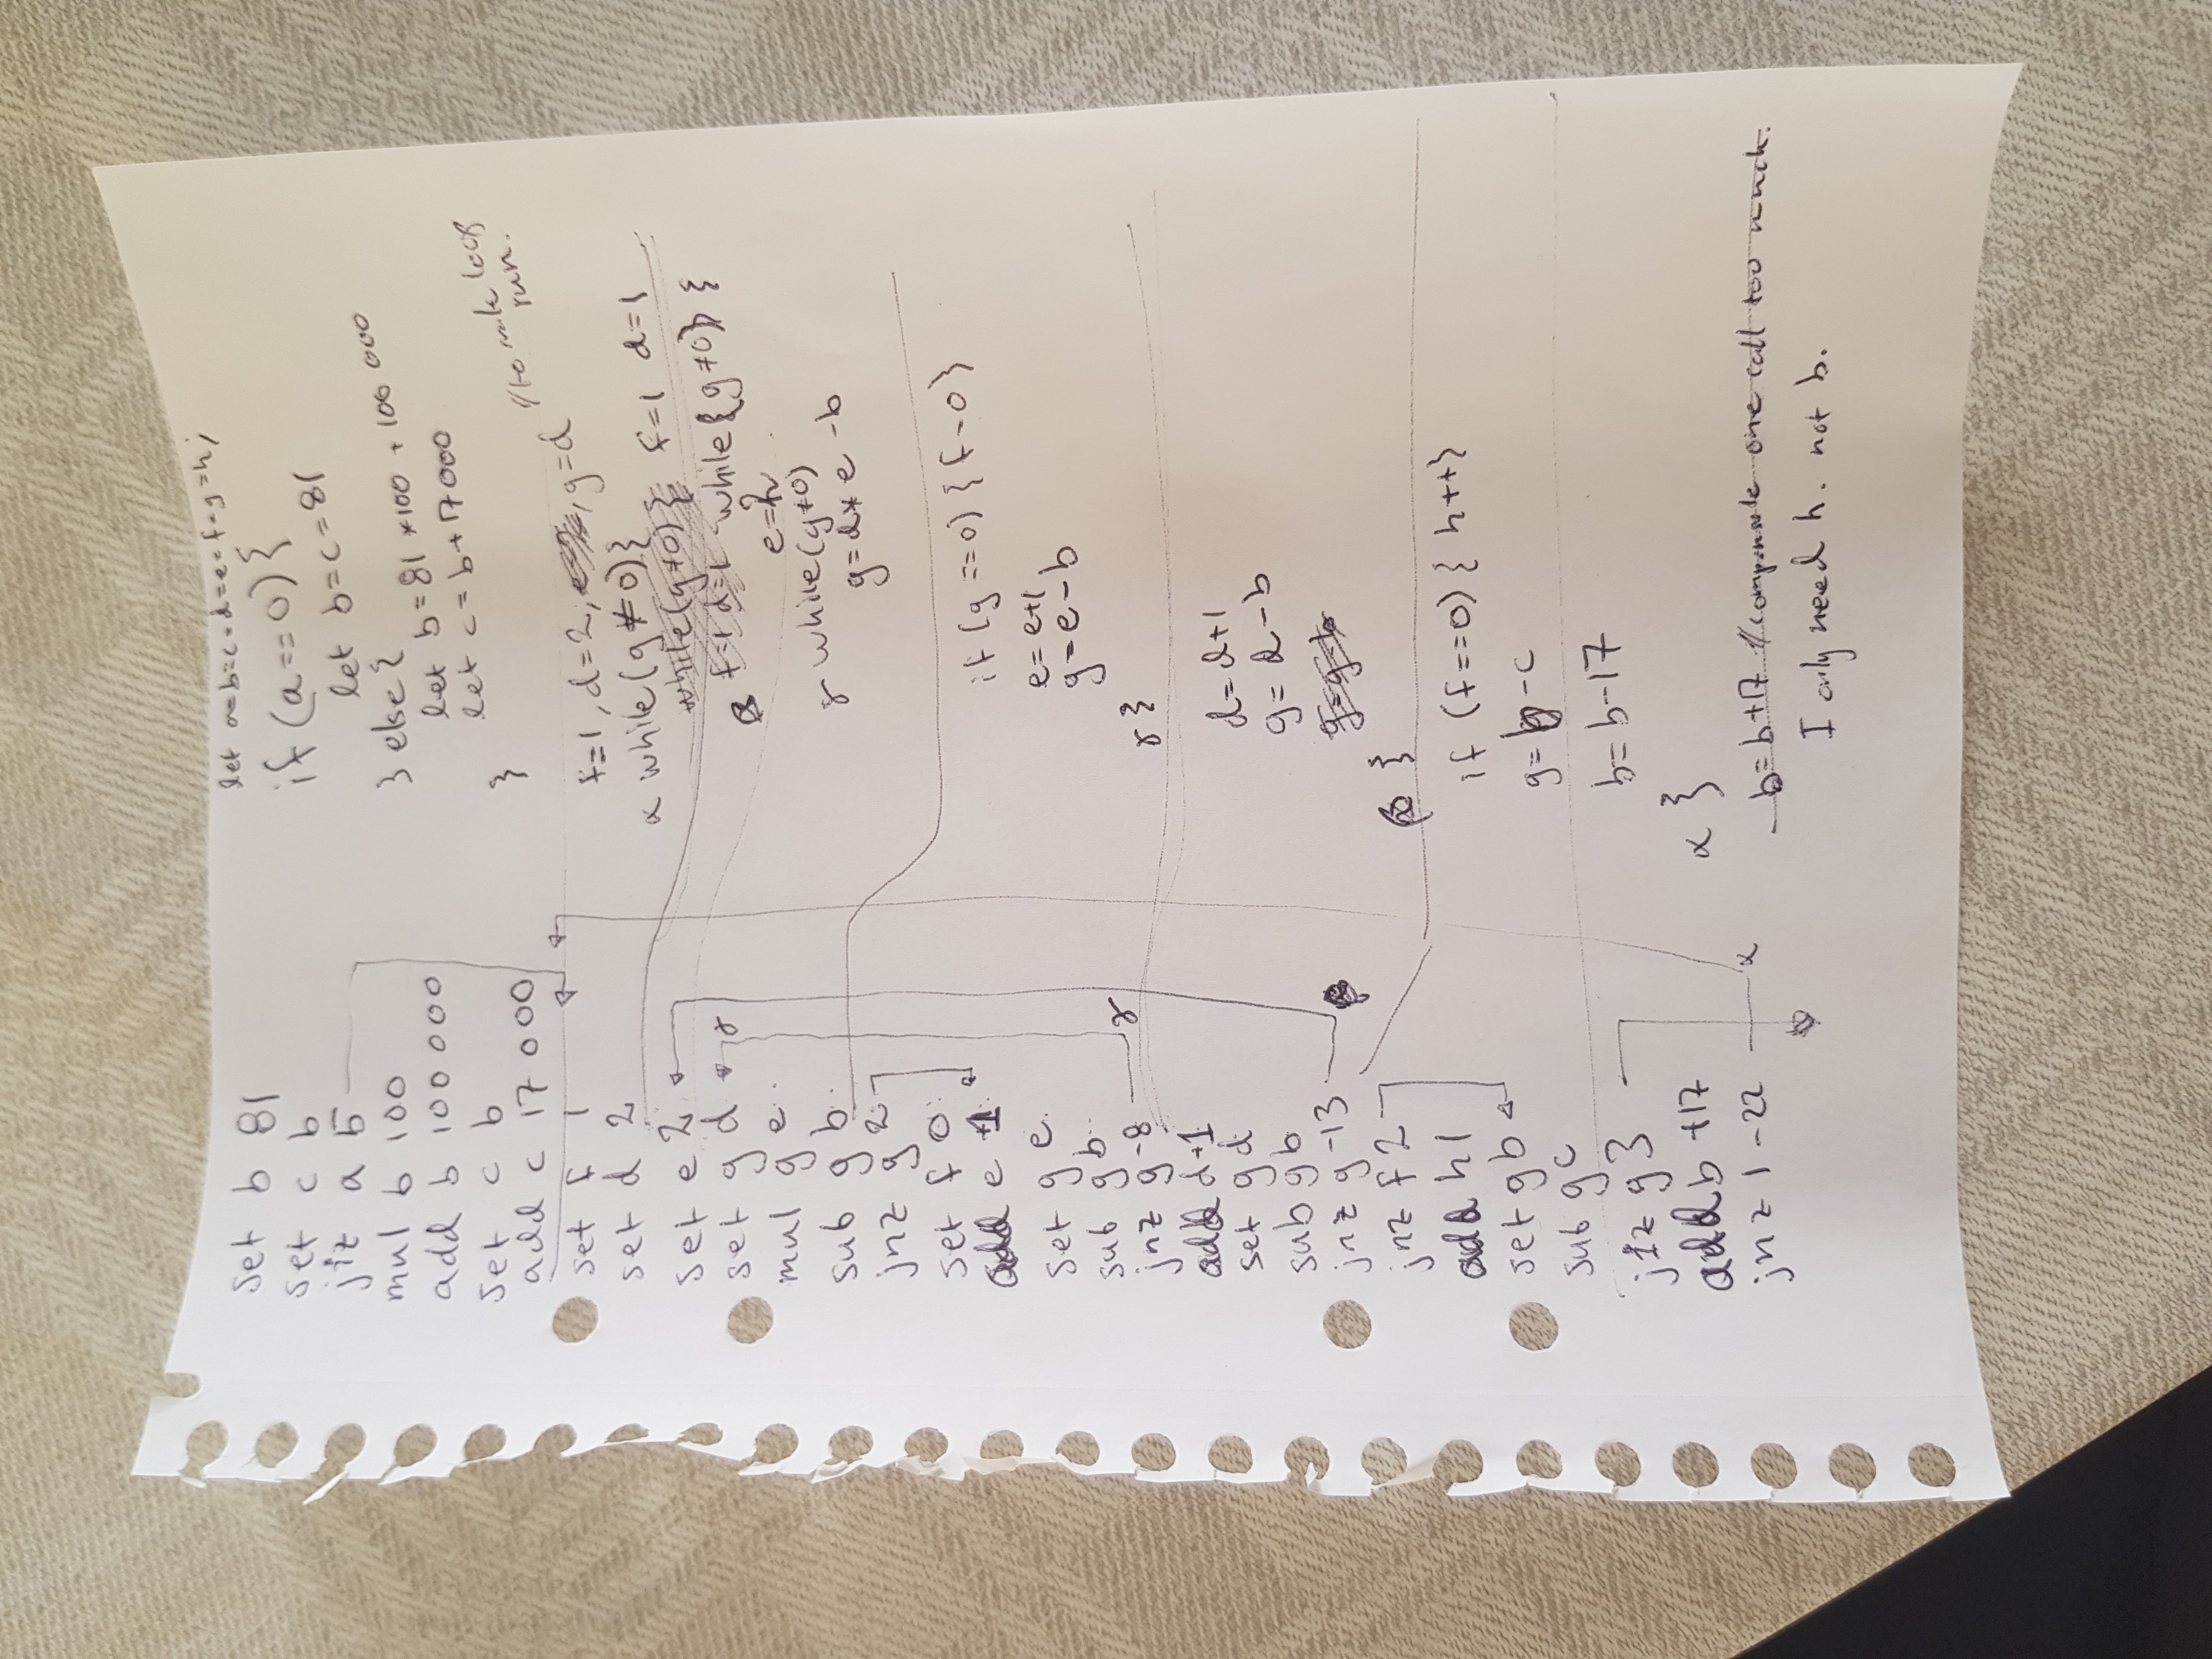 set b 81
set c b
jiz a 5
mul b 100
add b 100 000
set c b
add c 17 000
set f 1
set d 2
set e 2
set g d γ
mul g e
sub g b
jnz g 2
set f 0
add e +1
set g e
sub g b
jnz g -8 γ
add d +1
set g d
sub g b
jnz g -13 β
jnz f 2
add h 1
set g b
sub g c
jiz g 3
add b +17
jnz 1 -22 α
let a=b=c=d=e=f=g=h;
if (a==0) {
let b=c=81
} else {
let b=81 *100 + 100 000
let c=b+17000
}
f=1, d=2, , g=d //to make loop
run.
α while(g≠0){
while(g≠0){ f=1 d=1
β f=1 d=1 while(g≠0) {
e=2
γ while(g≠0)
g=d*e -b
if (g==0) {f-0}
e=e+1
g=e-b
γ }
d=d+1
g=d-b
g=g-b
β }
if (f==0) { h++}
g=b-c
b=b-17
α }
b=b+17 // one call too much.
I only need h. not b.